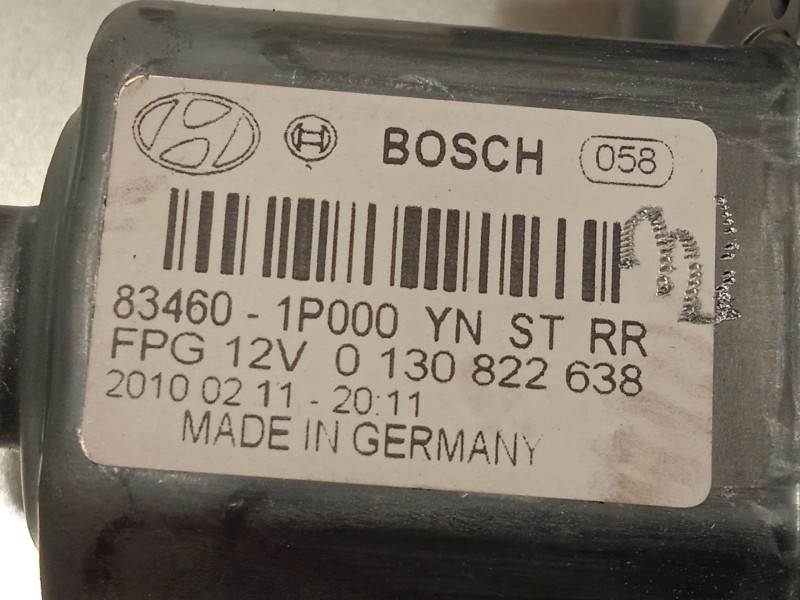 BOSCH 058
83460 - 1P000 YN ST RR
FPG 12V 0 130 822 638
2010 02 11 - 20:11
MADE IN GERMANY